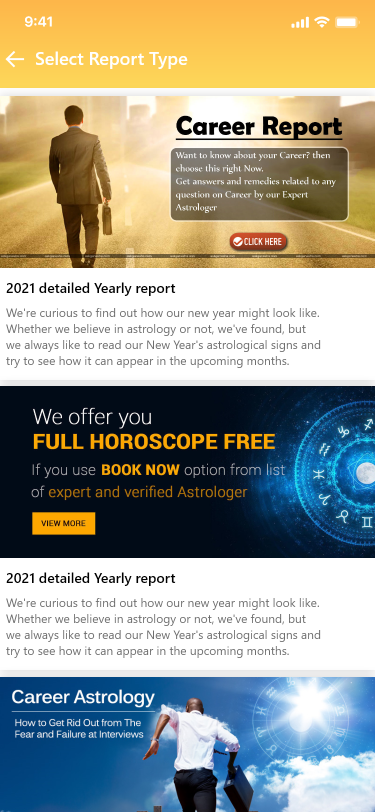 9:41
Select Report Type
Career Report
Want to know about your Career? then
choose this right Now.
Get answers and remedies related to any
question on Career by our Expert
Astrologer
CLICK HERE
2021 detailed Yearly report
We're curious to find out how our new year might look like.
Whether we believe in astrology or not, we've found, but
we always like to read our New Year's astrological signs and
try to see how it can appear in the upcoming months.
We offer you
FULL HOROSCOPE FREE
If you use BOOK NOW option from list
of expert and verified Astrologer
VIEW MORE
2021 detailed Yearly report
We're curious to find out how our new year might look like.
Whether we believe in astrology or not, we've found, but
we always like to read our New Year's astrological signs and
try to see how it can appear in the upcoming months.
Career Astrology
How to Get Rid Out from The
Fear and Failure at Interviews